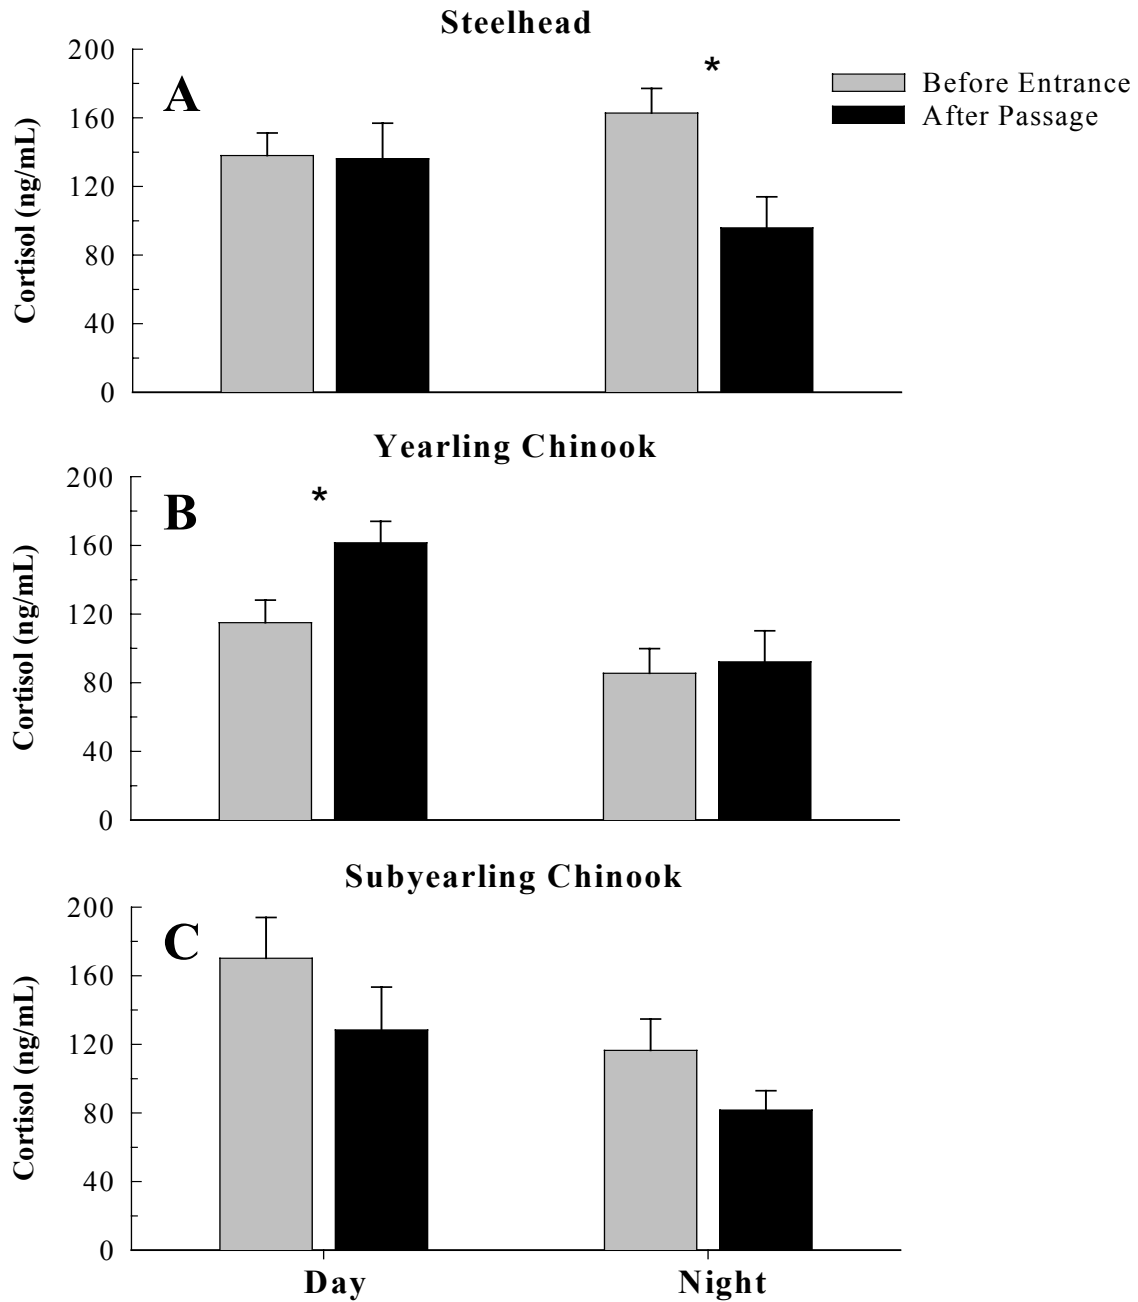 Steelhead
A
*
Before Entrance
After Passage
Cortisol (ng/mL)
200
160
120
80
40
0
Yearling Chinook
B
*
Cortisol (ng/mL)
200
160
120
80
40
0
Subyearling Chinook
C
Cortisol (ng/mL)
200
160
120
80
40
0
Day Night